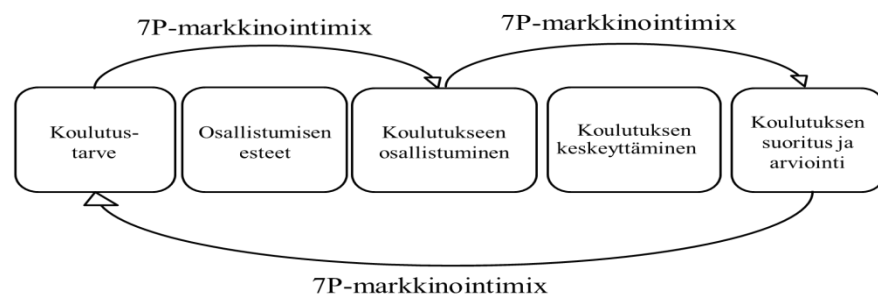 7P-markkinointimix
7P-markkinointimix
Koulutus-
tarve
Osallistumisen
esteet
Koulutukseen
osallistuminen
Koulutuksen
keskeyttäminen
Koulutuksen
suoritus ja
arviointi
7P-markkinointimix